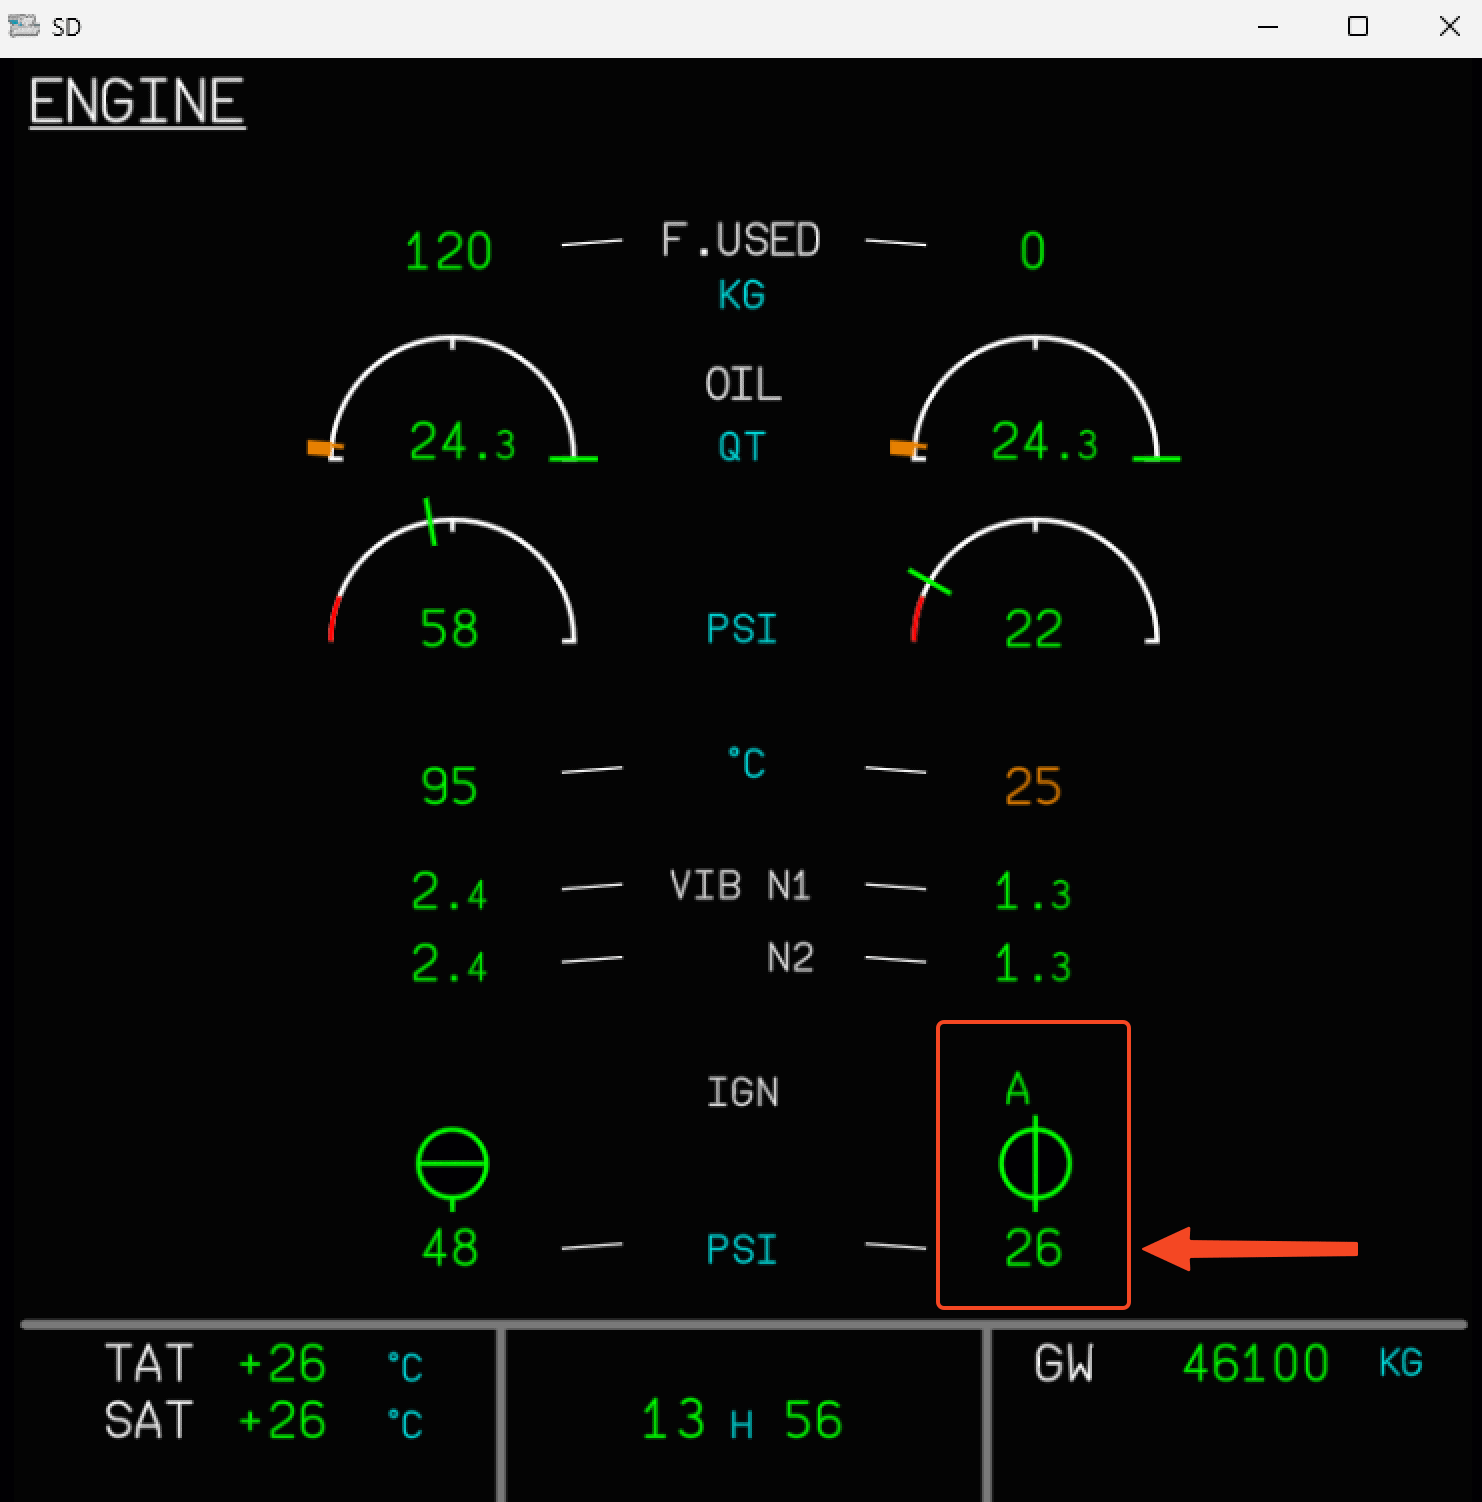 SD
ENGINE
120 F.USED 0
KG
OIL
24.3 QT 24.3
58 PSI 22
°C
95 25
2.4 VIB N1 1.3
2.4 N2 1.3
IGN A
48 PSI 26
TAT +26 °C GW 46100 KG
SAT +26 °C 13 H 56